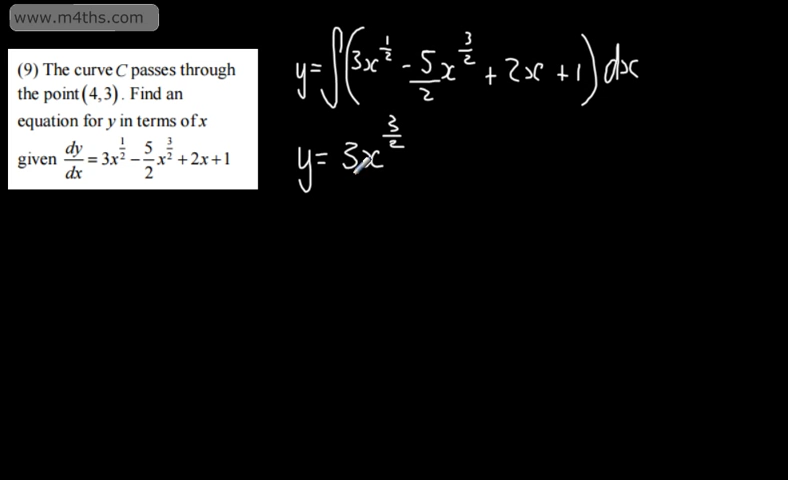 www.m4ths.com
(9) The curve C passes through
the point (4,3). Find an
equation for y in terms of x
given dy/dx = 3x^{1/2} − 5/2 x^{3/2} + 2x + 1
y = ∫(3x^{1/2} - 5/2 x^{3/2} + 2x + 1) dx
y = 3x^{3/2}